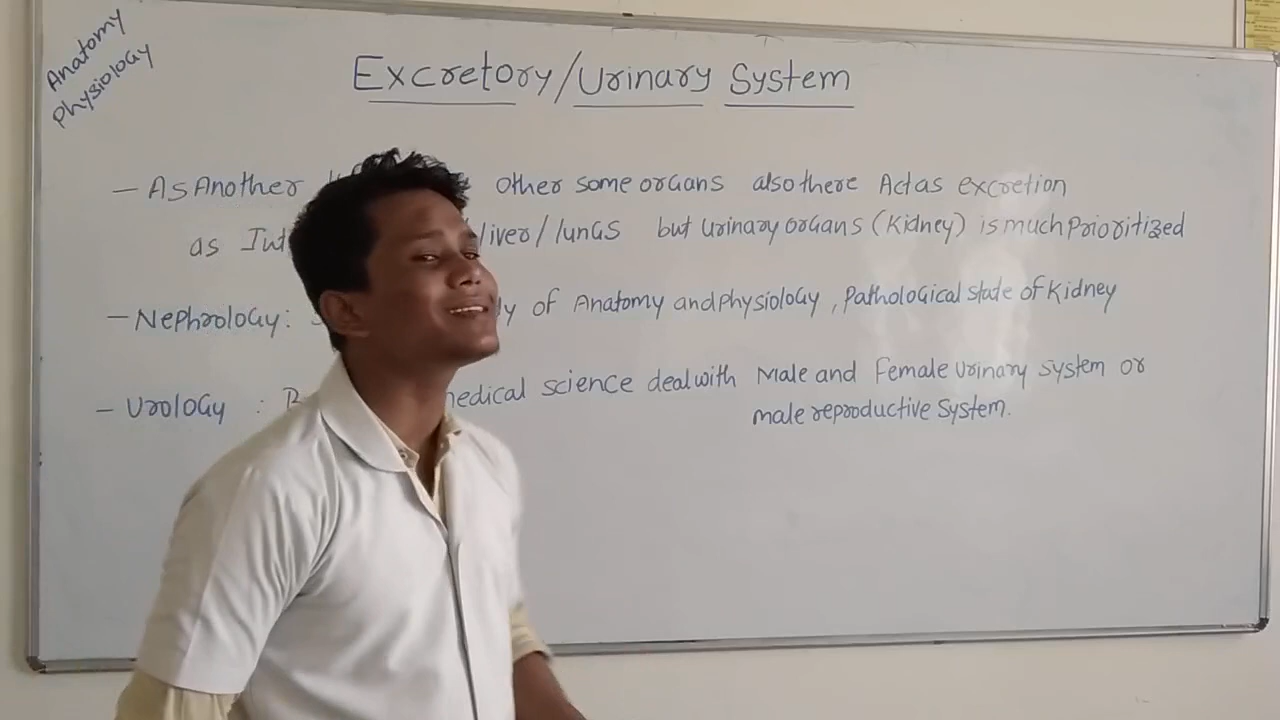 Anatomy
Physiology
Excretory/Urinary System
– As Another other some organs also there Act as excretion
as liver/lungs but urinary organs (Kidney) is much prioritized
– Nephrology: of Anatomy and physiology, pathological state of kidney
– Urology : medical science deal with Male and Female urinary system or
male reproductive system.